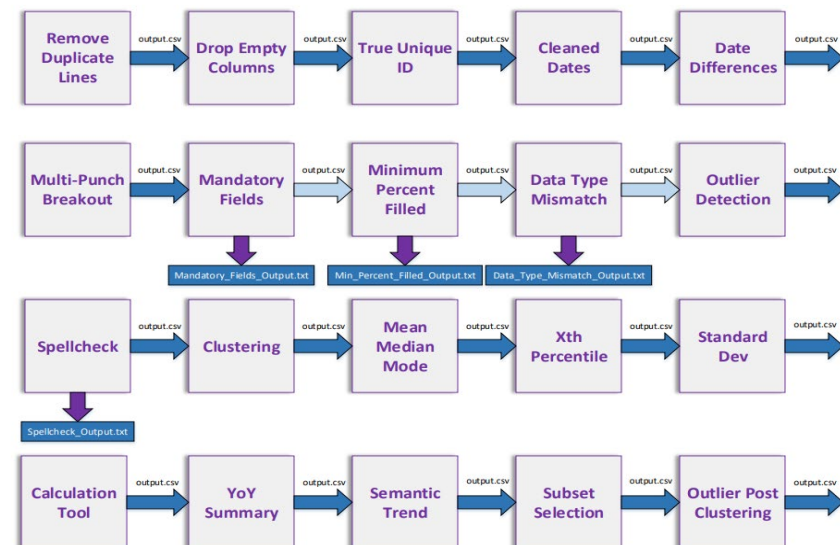 Remove
Duplicate
Lines
output.csv
Drop Empty
Columns
output.csv
True Unique
ID
output.csv
Cleaned
Dates
output.csv
Date
Differences
output.csv
Multi-Punch
Breakout
output.csv
Mandatory
Fields
output.csv
Minimum
Percent
Filled
output.csv
Data Type
Mismatch
output.csv
Outlier
Detection
output.csv
Mandatory_Fields_Output.txt
Min_Percent_Filled_Output.txt
Data_Type_Mismatch_Output.txt
Spellcheck
output.csv
Clustering
output.csv
Mean
Median
Mode
output.csv
Xth
Percentile
output.csv
Standard
Dev
output.csv
Spellcheck_Output.txt
Calculation
Tool
output.csv
YoY
Summary
output.csv
Semantic
Trend
output.csv
Subset
Selection
output.csv
Outlier Post
Clustering
output.csv